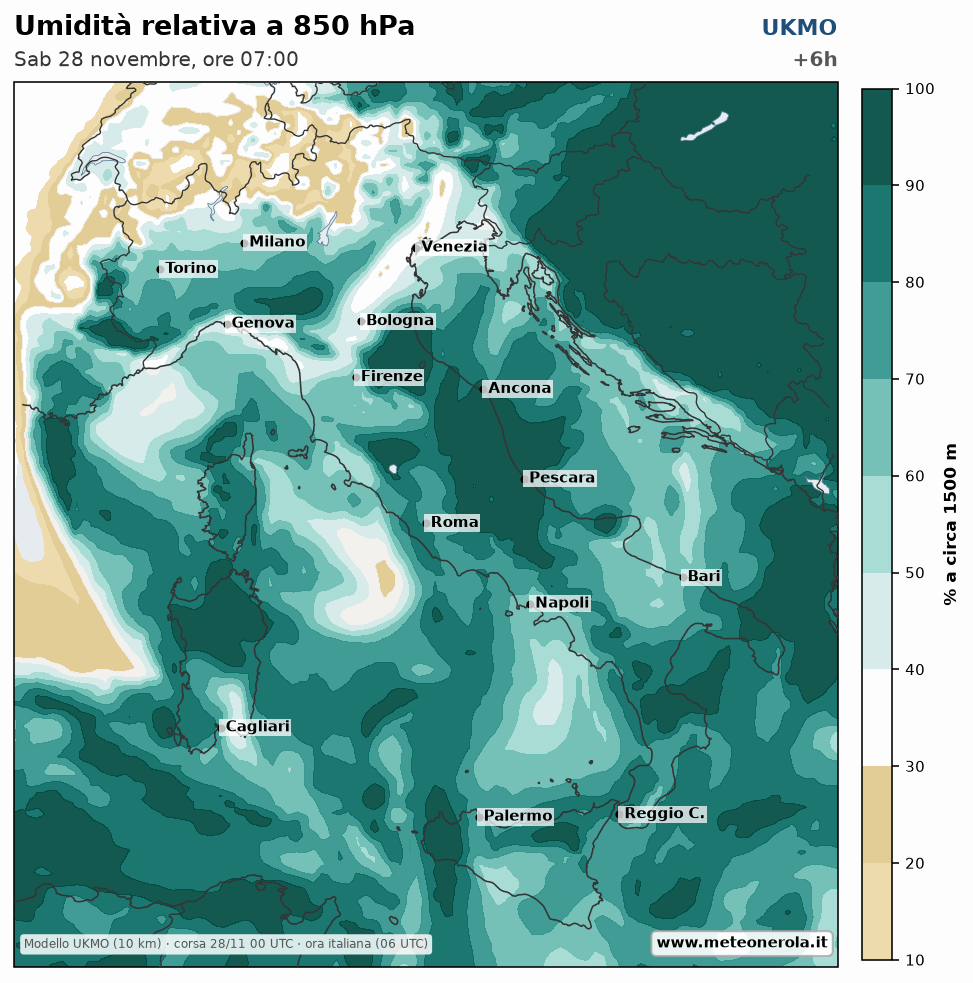 Umidità relativa a 850 hPa
UKMO
Sab 28 novembre, ore 07:00
+6h
100
90
80
70
60
50
40
30
20
10
% a circa 1500 m
Milano
Venezia
Torino
Genova
Bologna
Firenze
Ancona
Pescara
Roma
Bari
Napoli
Cagliari
Palermo
Reggio C.
Modello UKMO (10 km) · corsa 28/11 00 UTC · ora italiana (06 UTC)
www.meteonerola.it